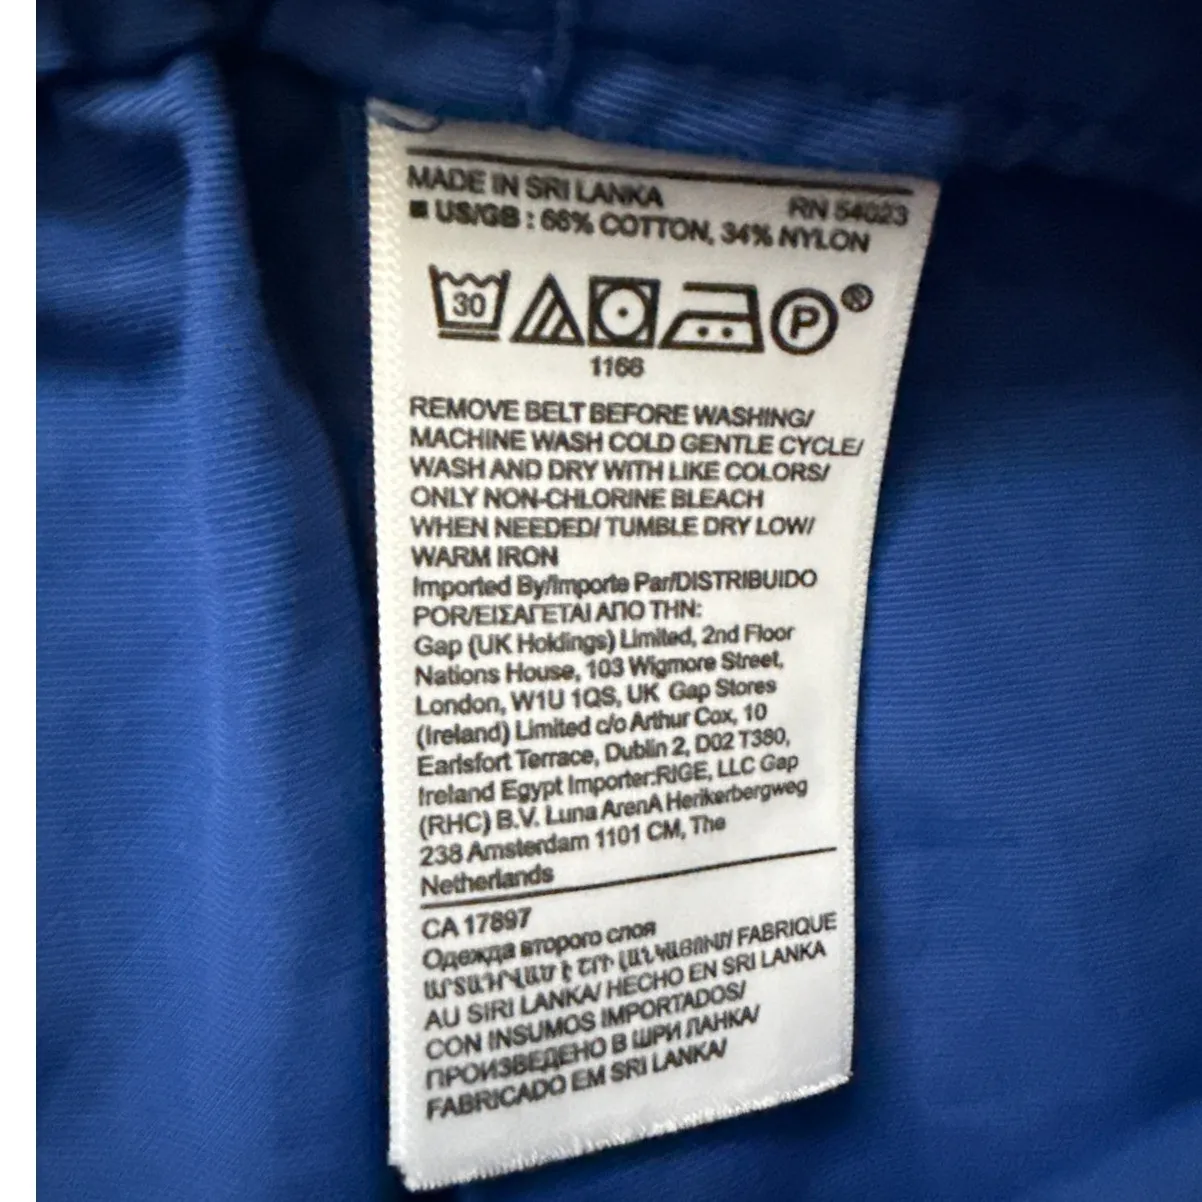 MADE IN SRI LANKA
RN 54023
■ US/GB : 66% COTTON, 34% NYLON
30
P
®
1166
REMOVE BELT BEFORE WASHING/
MACHINE WASH COLD GENTLE CYCLE/
WASH AND DRY WITH LIKE COLORS/
ONLY NON-CHLORINE BLEACH
WHEN NEEDED/ TUMBLE DRY LOW/
WARM IRON
Imported By/Importe Par/DISTRIBUIDO
POR/ΕΙΣΑΓΕΤΑΙ ΑΠΟ ΤΗΝ:
Gap (UK Holdings) Limited, 2nd Floor
Nations House, 103 Wigmore Street,
London, W1U 1QS, UK Gap Stores
(Ireland) Limited c/o Arthur Cox, 10
Earlsfort Terrace, Dublin 2, D02 T380,
Ireland Egypt Importer:RIGE, LLC Gap
(RHC) B.V. Luna ArenA Herikerbergweg
238 Amsterdam 1101 CM, The
Netherlands
CA 17897
Одежда второго слоя
ԱՐՏԱԴՐՎԱԾ Է ՇՐԻ ԼԱՆԿԱՅՈՒՄ/ FABRIQUE
AU SIRI LANKA/ HECHO EN SRI LANKA
CON INSUMOS IMPORTADOS/
ПРОИЗВЕДЕНО В ШРИ ЛАНКА/
FABRICADO EM SRI LANKA/